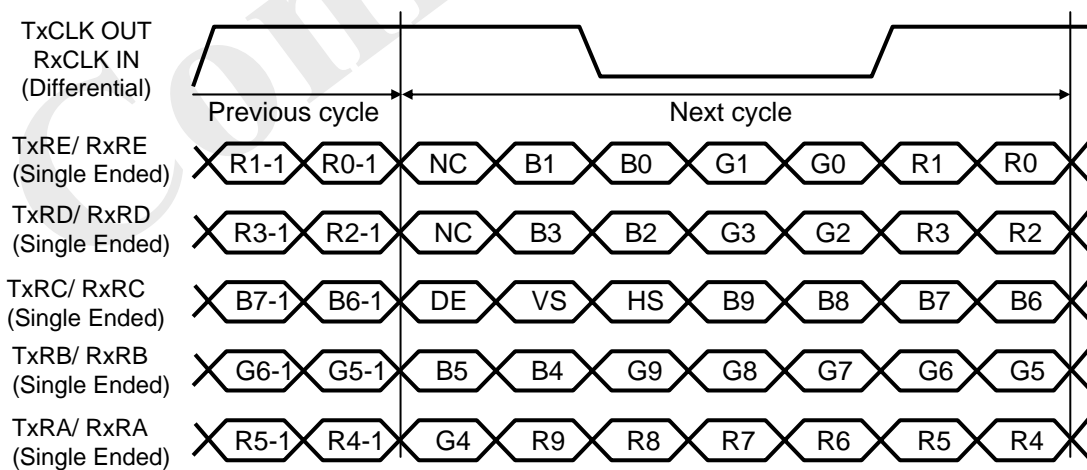 TxCLK OUT
RxCLK IN
(Differential)
Previous cycle Next cycle
TxRE/ RxRE
(Single Ended)
R1-1 R0-1 NC B1 B0 G1 G0 R1 R0
TxRD/ RxRD
(Single Ended)
R3-1 R2-1 NC B3 B2 G3 G2 R3 R2
TxRC/ RxRC
(Single Ended)
B7-1 B6-1 DE VS HS B9 B8 B7 B6
TxRB/ RxRB
(Single Ended)
G6-1 G5-1 B5 B4 G9 G8 G7 G6 G5
TxRA/ RxRA
(Single Ended)
R5-1 R4-1 G4 R9 R8 R7 R6 R5 R4